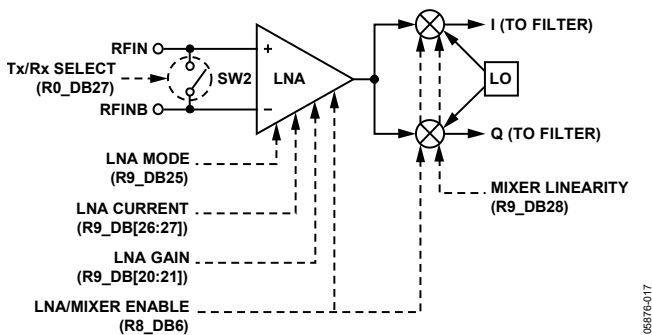 RFIN
RFINB
Tx/Rx SELECT
(R0_DB27)
SW2
+
−
LNA
I (TO FILTER)
LO
Q (TO FILTER)
LNA MODE
(R9_DB25)
LNA CURRENT
(R9_DB[26:27])
LNA GAIN
(R9_DB[20:21])
LNA/MIXER ENABLE
(R8_DB6)
MIXER LINEARITY
(R9_DB28)
05876-017